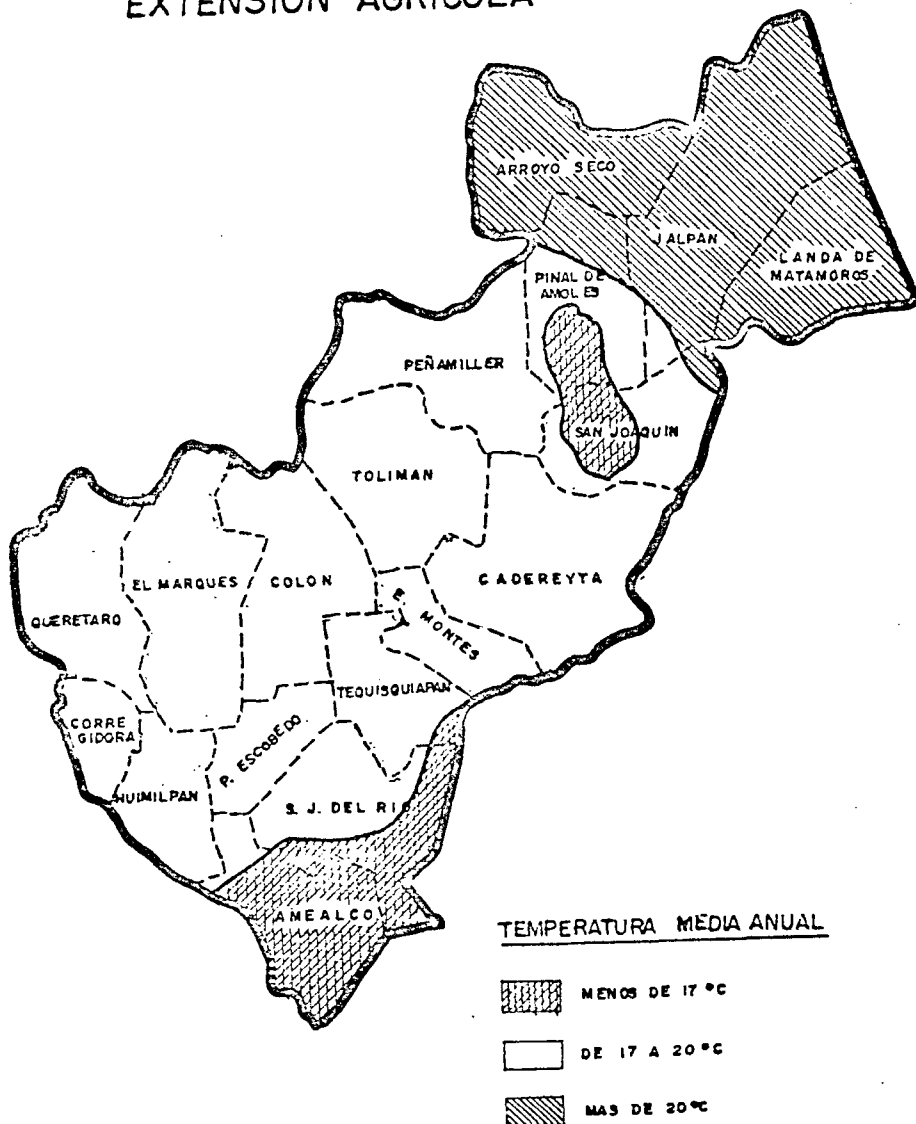 EXTENSION AGRICOLA
ARROYO SECO
JALPAN
LANDA DE
MATAMOROS
PINAL DE
AMOLES
PEÑAMILLER
SAN JOAQUIN
TOLIMAN
CADEREYTA
EL MARQUES
COLON
QUERETARO
E. MONTES
TEQUISQUIAPAN
CORRE
GIDORA
P. ESCOBEDO
HUIMILPAN
S. J. DEL RIO
AMEALCO
TEMPERATURA MEDIA ANUAL
MENOS DE 17 °C
DE 17 A 20 °C
MAS DE 20 °C